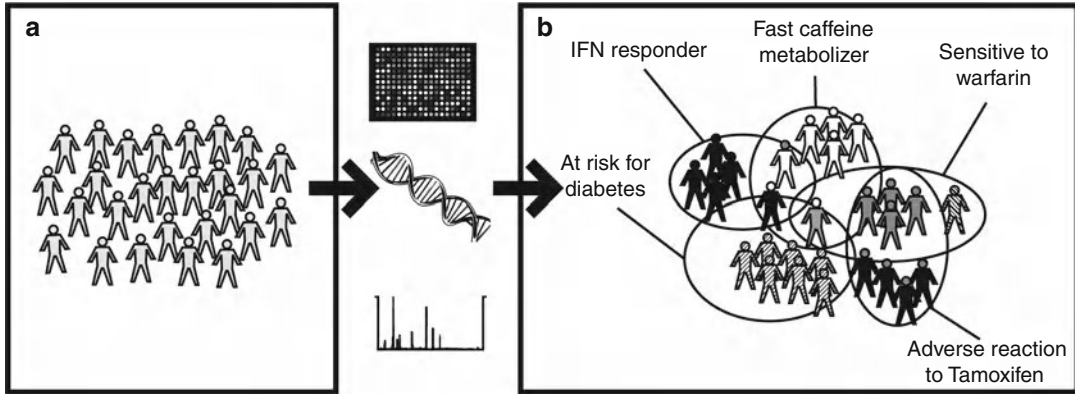 a
b
IFN responder
Fast caffeine
metabolizer
Sensitive to
warfarin
At risk for
diabetes
Adverse reaction
to Tamoxifen